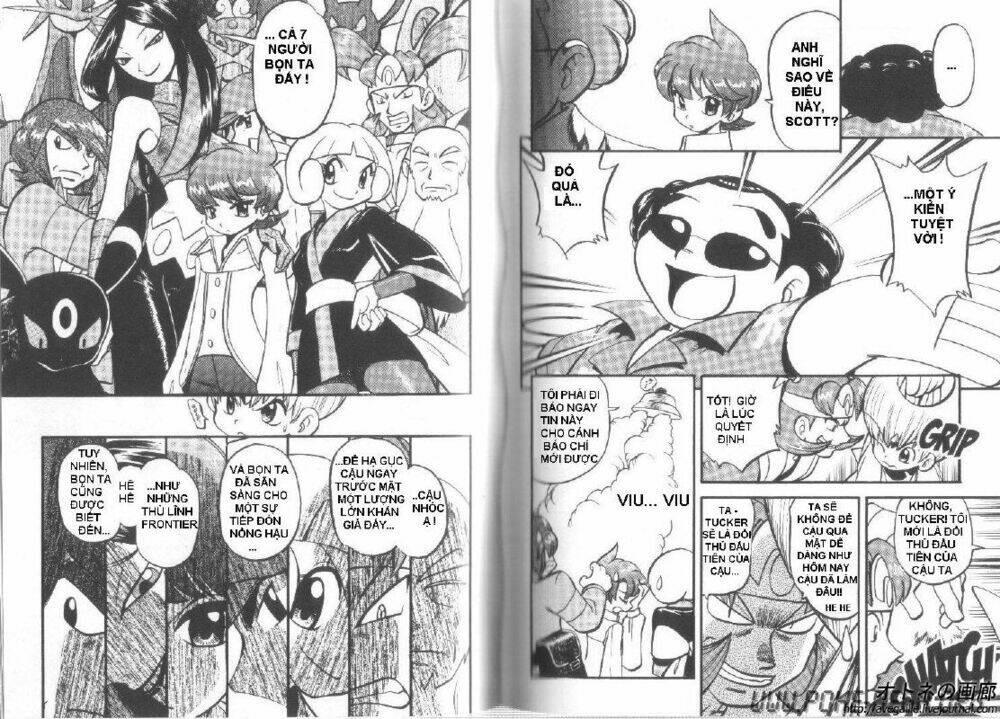 ...
ANH
NGHĨ
SAO VỀ
ĐIỀU
NÀY,
SCOTT?
ĐÓ
QUẢ
LÀ...
...MỘT Ý
KIẾN
TUYỆT
VỜI !
TỐT! GIỜ
LÀ LÚC
QUYẾT
ĐỊNH
GRIP
TÔI PHẢI ĐI
BÁO NGAY
TIN NÀY
CHO CÁNH
BÁO CHÍ
MỚI ĐƯỢC
VIU... VIU
KHÔNG,
TUCKER! TÔI
MỚI LÀ ĐỐI
THỦ ĐẦU
TIÊN CỦA
CẬU TA
TA SẼ
KHÔNG ĐỂ
CẬU QUA
MẶT DỄ
DÀNG NHƯ
HÔM NAY
CẬU ĐÃ LÀM
ĐÂU!!
HE HE
TA -
TUCKER
SẼ LÀ ĐỐI
THỦ ĐẦU
TIÊN CỦA
CẬU...
... CẢ 7
NGƯỜI
BỌN TA
ĐẤY !
...CẬU
NHÓC
Ạ !
...ĐỂ HẠ GỤC
CẬU NGAY
TRƯỚC MẶT
MỘT LƯỢNG
LỚN KHÁN
GIẢ ĐẤY...
VÀ BỌN TA
ĐÃ SẴN
SÀNG CHO
MỘT SỰ
TIẾP ĐÓN
NỒNG HẬU
...
...NHƯ
NHỮNG
THỦ LĨNH
FRONTIER
HÊ
HÊ
TUY
NHIÊN,
BỌN TA
CŨNG
ĐƯỢC
BIẾT
ĐẾN...
オトネの画廊